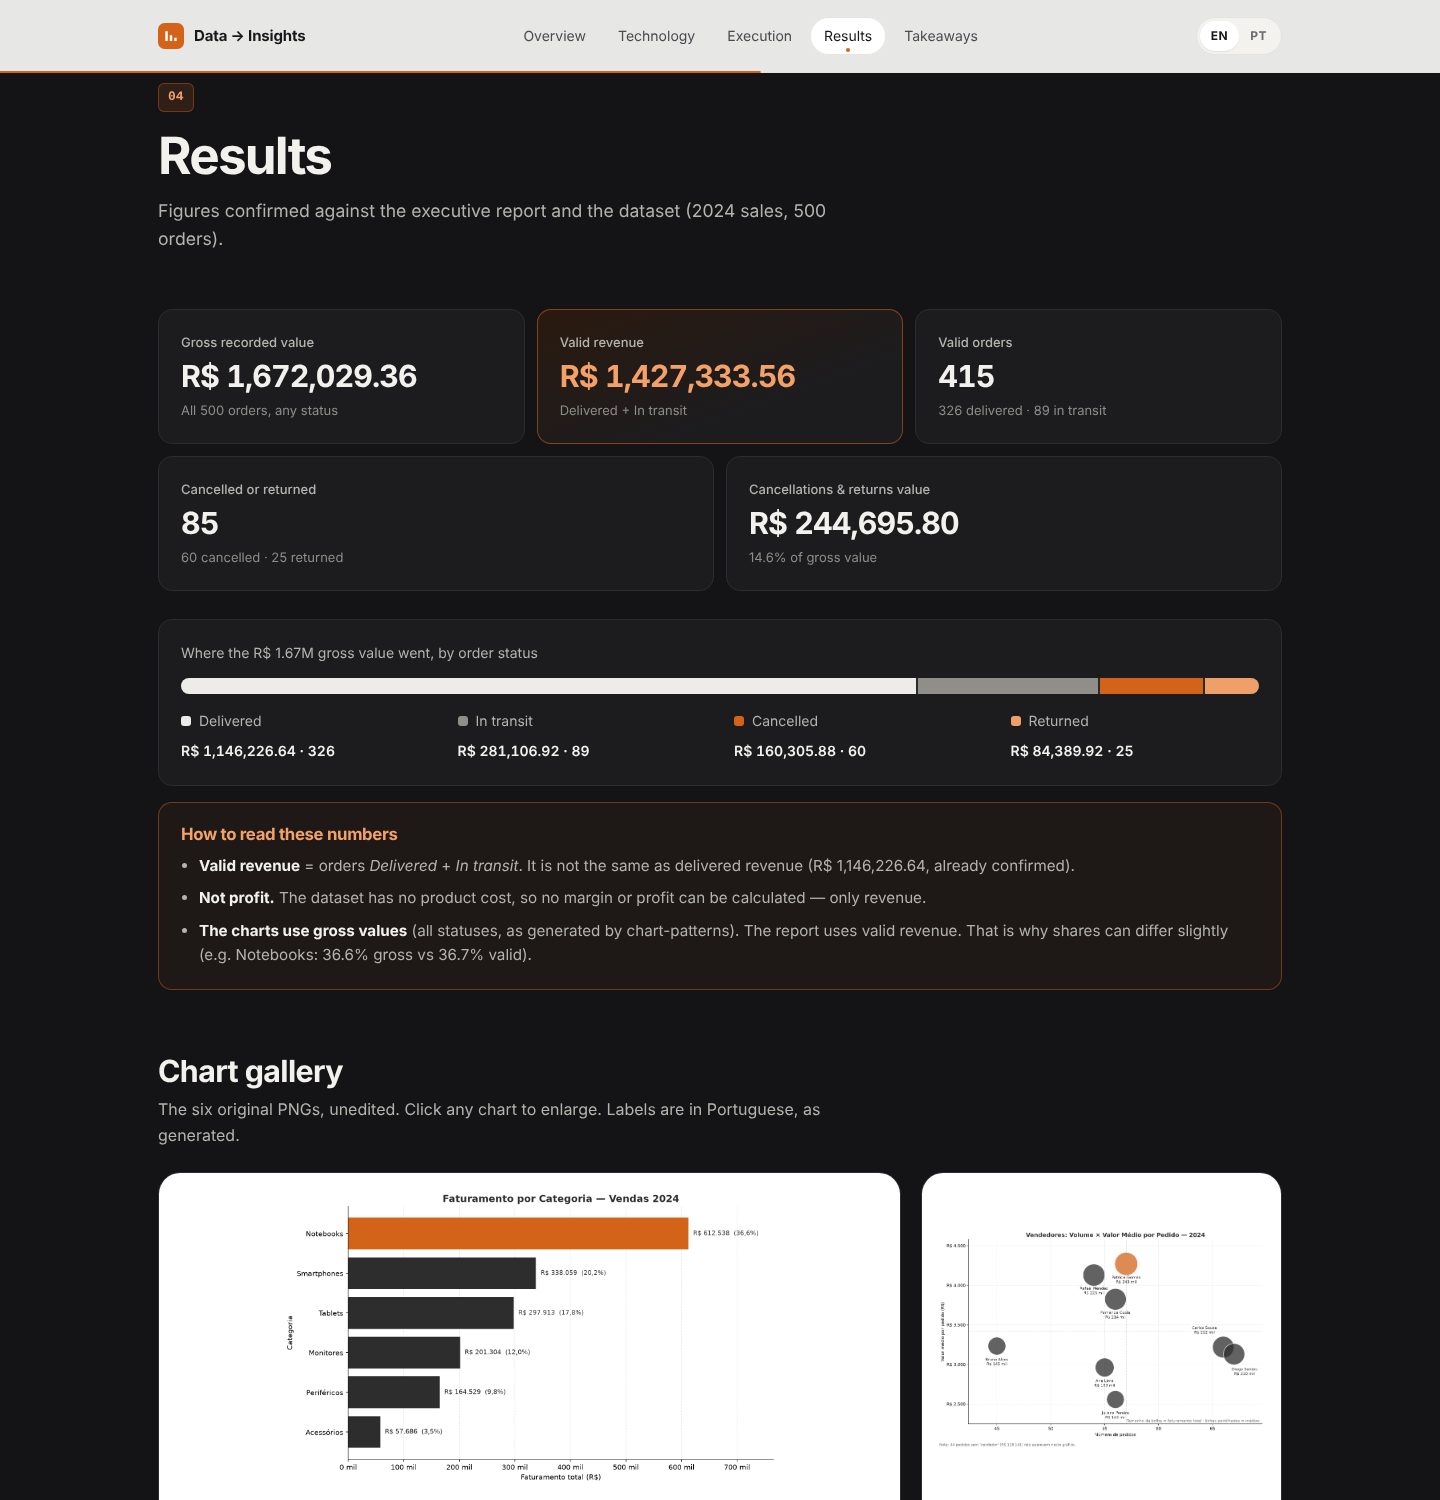 Data → Insights
Overview
Technology
Execution
Results
Takeaways
EN
PT
04
Results
Figures confirmed against the executive report and the dataset (2024 sales, 500
orders).
Gross recorded value
R$ 1,672,029.36
All 500 orders, any status
Valid revenue
R$ 1,427,333.56
Delivered + In transit
Valid orders
415
326 delivered · 89 in transit
Cancelled or returned
85
60 cancelled · 25 returned
Cancellations & returns value
R$ 244,695.80
14.6% of gross value
Where the R$ 1.67M gross value went, by order status
Delivered
R$ 1,146,226.64 · 326
In transit
R$ 281,106.92 · 89
Cancelled
R$ 160,305.88 · 60
Returned
R$ 84,389.92 · 25
How to read these numbers
• Valid revenue = orders Delivered + In transit. It is not the same as delivered revenue (R$ 1,146,226.64, already confirmed).
• Not profit. The dataset has no product cost, so no margin or profit can be calculated — only revenue.
• The charts use gross values (all statuses, as generated by chart-patterns). The report uses valid revenue. That is why shares can differ slightly
(e.g. Notebooks: 36.6% gross vs 36.7% valid).
Chart gallery
The six original PNGs, unedited. Click any chart to enlarge. Labels are in Portuguese, as
generated.
Faturamento por Categoria — Vendas 2024
Categoria
Notebooks
R$ 612.538 (36,6%)
Smartphones
R$ 338.059 (20,2%)
Tablets
R$ 297.913 (17,8%)
Monitores
R$ 201.304 (12,0%)
Periféricos
R$ 164.529 (9,8%)
Acessórios
R$ 57.686 (3,5%)
0 mil
100 mil
200 mil
300 mil
400 mil
500 mil
600 mil
700 mil
Faturamento total (R$)
Vendedores: Volume × Valor Médio por Pedido — 2024
R$ 4.000
R$ 3.500
R$ 3.000
R$ 2.500
Número de pedidos